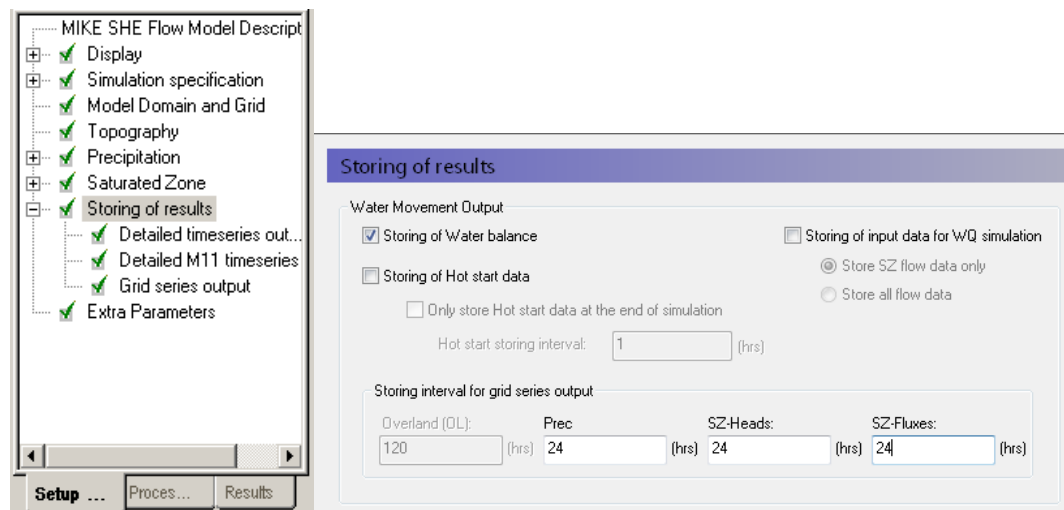 MIKE SHE Flow Model Descript
Display
Simulation specification
Model Domain and Grid
Topography
Precipitation
Saturated Zone
Storing of results
Detailed timeseries out...
Detailed M11 timeseries
Grid series output
Extra Parameters
Setup ... Proces... Results
Storing of results
Water Movement Output
Storing of Water balance
Storing of input data for WQ simulation
Store SZ flow data only
Store all flow data
Storing of Hot start data
Only store Hot start data at the end of simulation
Hot start storing interval: 1 (hrs)
Storing interval for grid series output
Overland (OL): Prec SZ-Heads: SZ-Fluxes:
120 (hrs) 24 (hrs) 24 (hrs) 24 (hrs)